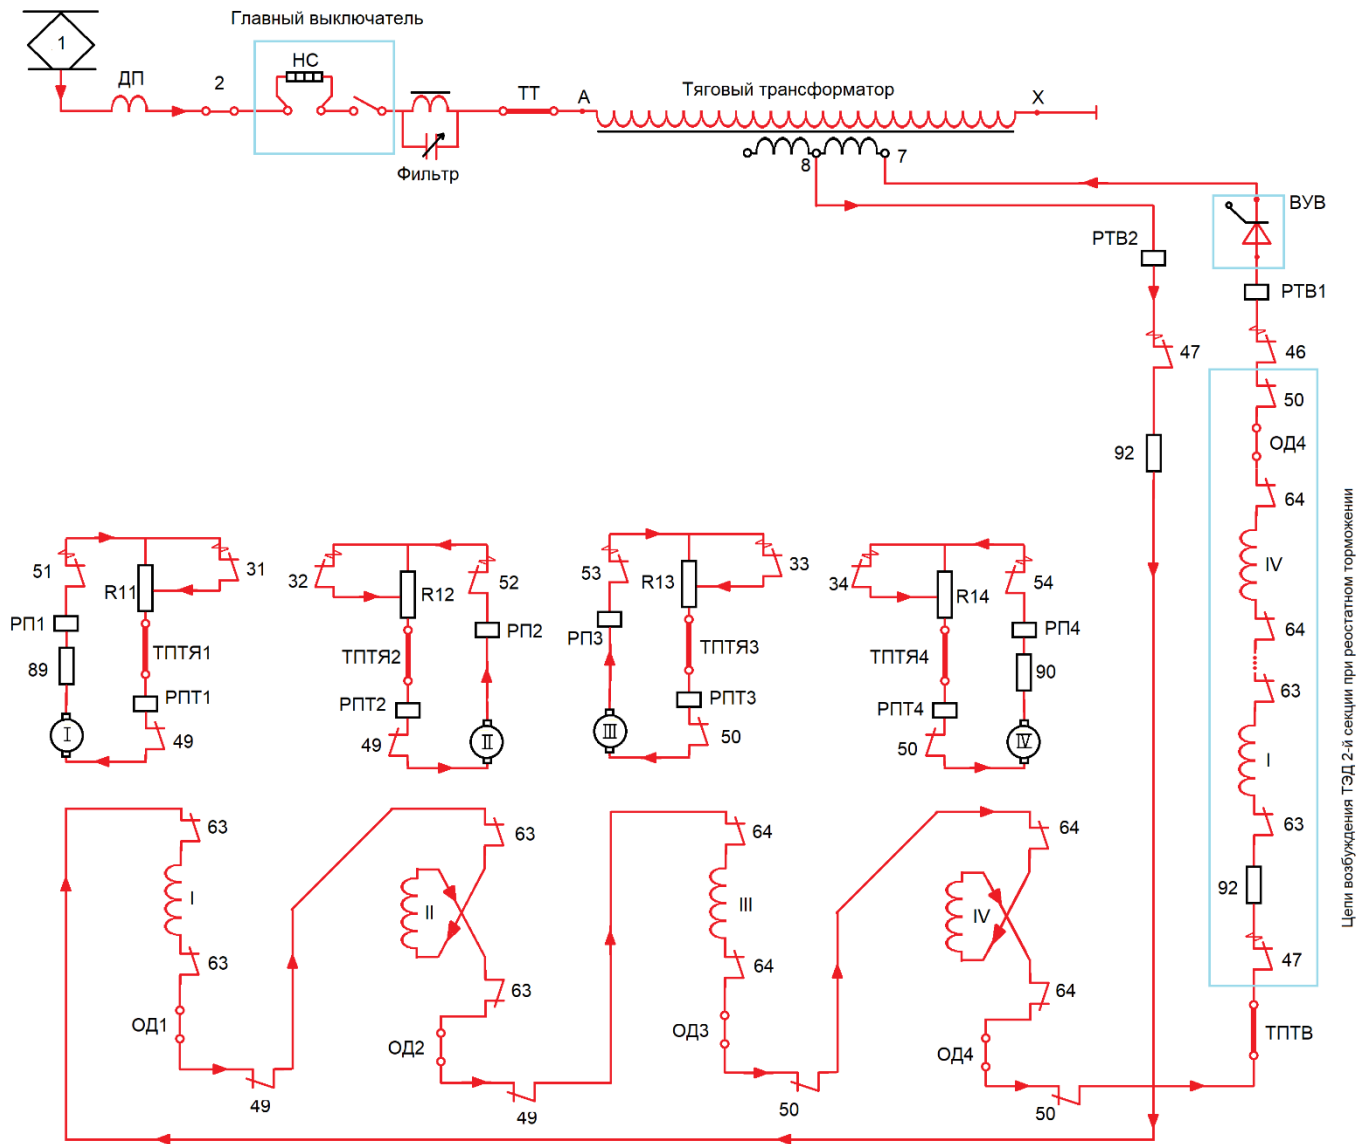 Главный выключатель
1
ДП
2
НС
ТТ
А
Тяговый трансформатор
Х
Фильтр
8
7
ВУВ
РТВ2
РТВ1
47
46
50
92
ОД4
64
IV
64
63
I
63
92
47
ТПТВ
Цепи возбуждения ТЭД 2-й секции при реостатном торможении
51
31
R11
РП1
ТПТЯ1
89
РПТ1
I
49
32
52
R12
РП2
ТПТЯ2
РПТ2
II
49
53
33
R13
РП3
ТПТЯ3
РПТ3
III
50
34
54
R14
РП4
ТПТЯ4
90
РПТ4
IV
50
63
I
63
ОД1
49
63
II
63
ОД2
49
64
III
64
ОД3
50
64
IV
64
ОД4
50